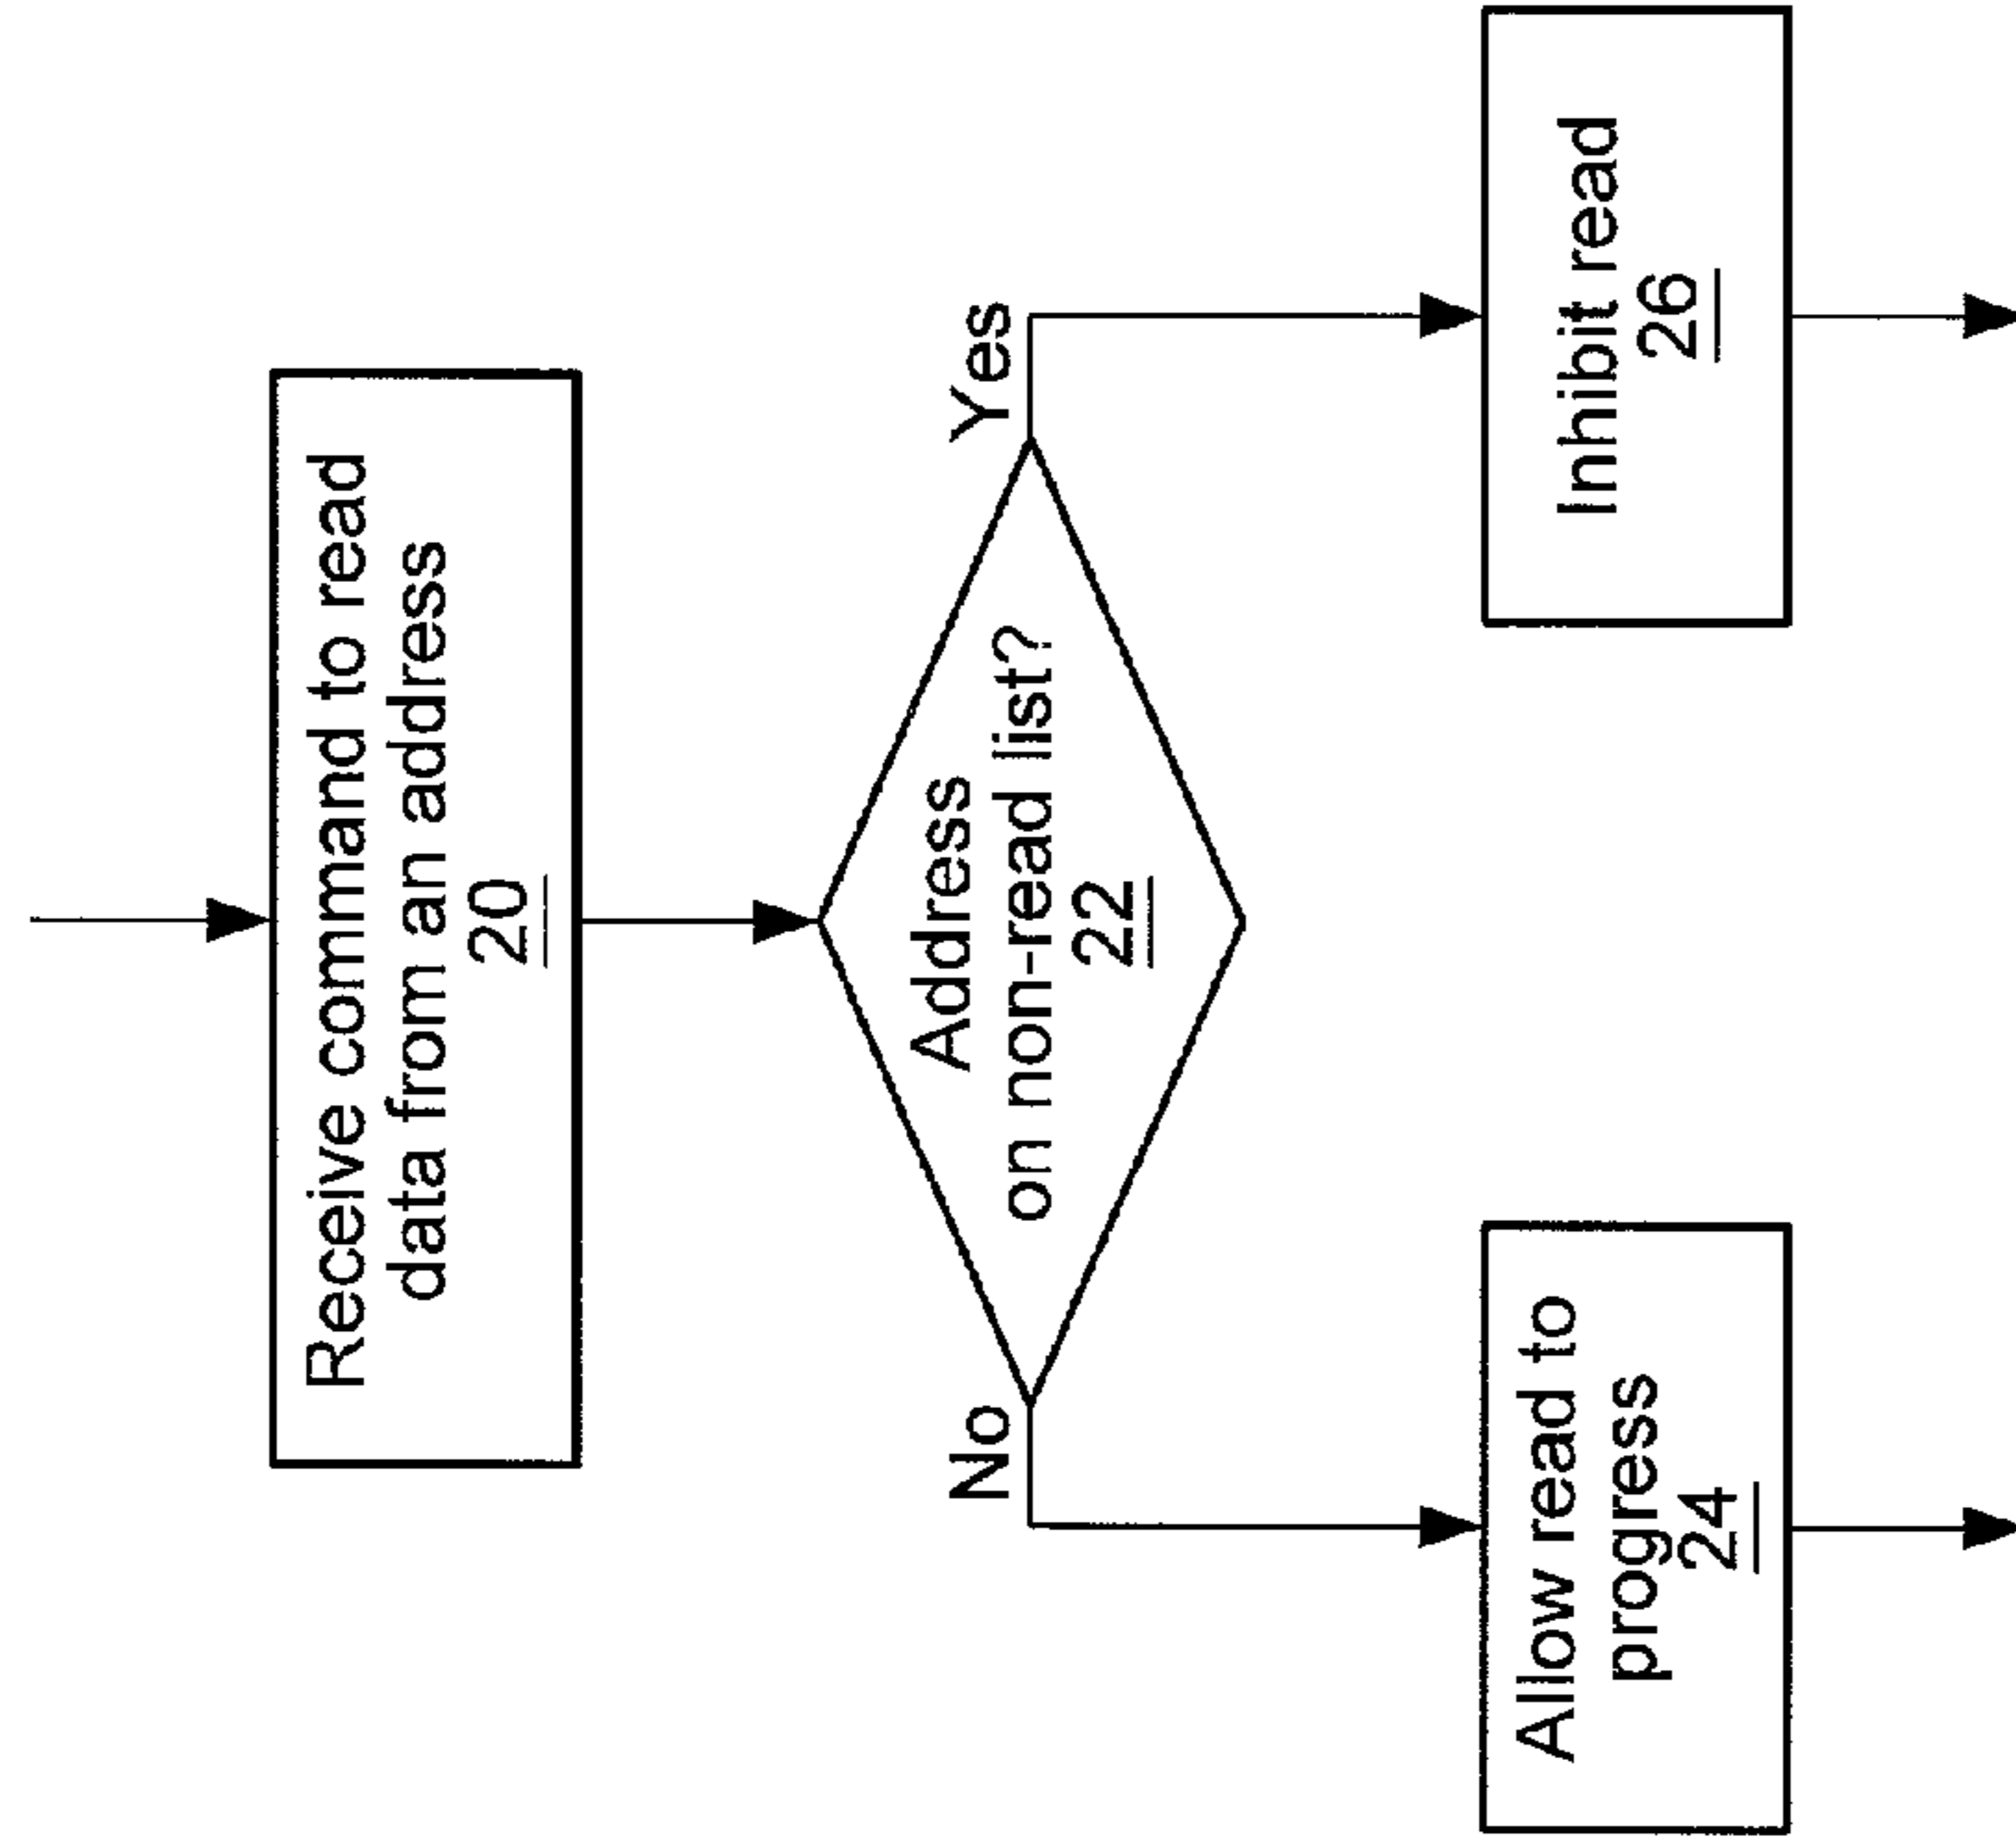 Receive command to read
data from an address
20
Address
on non-read list?
22
No
Yes
Allow read to
progress
24
Inhibit read
26